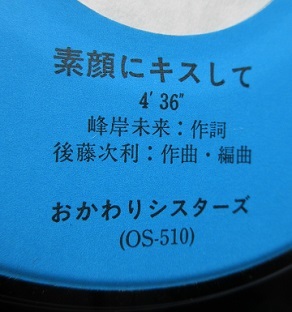 素顔にキスして
4′36″
峰岸未来：作詞
後藤次利：作曲・編曲
おかわりシスターズ
(OS-510)